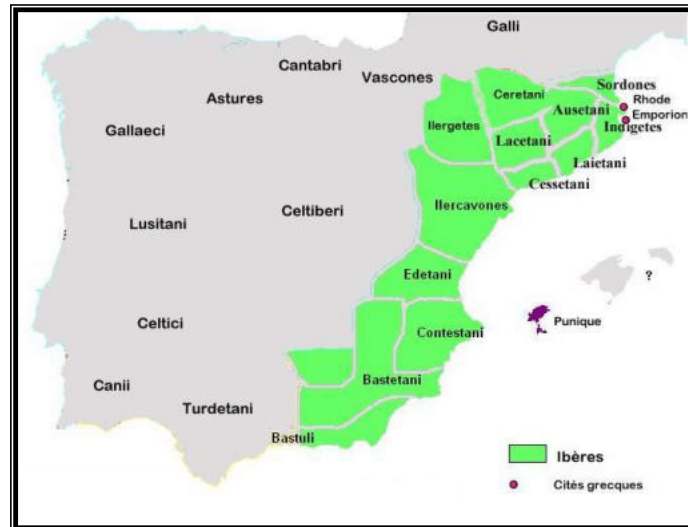 Galli
Cantabri
Vascones
Astures
Sordones
Ceretani
Rhode
Ausetani
Emporion
Gallaeci
Ilergetes
Indigetes
Lacetani
Laietani
Cessetani
Ilercavones
Celtiberi
Lusitani
Edetani
?
Celtici
Punique
Contestani
Bastetani
Canii
Turdetani
Bastuli
Ibères
Cités grecques